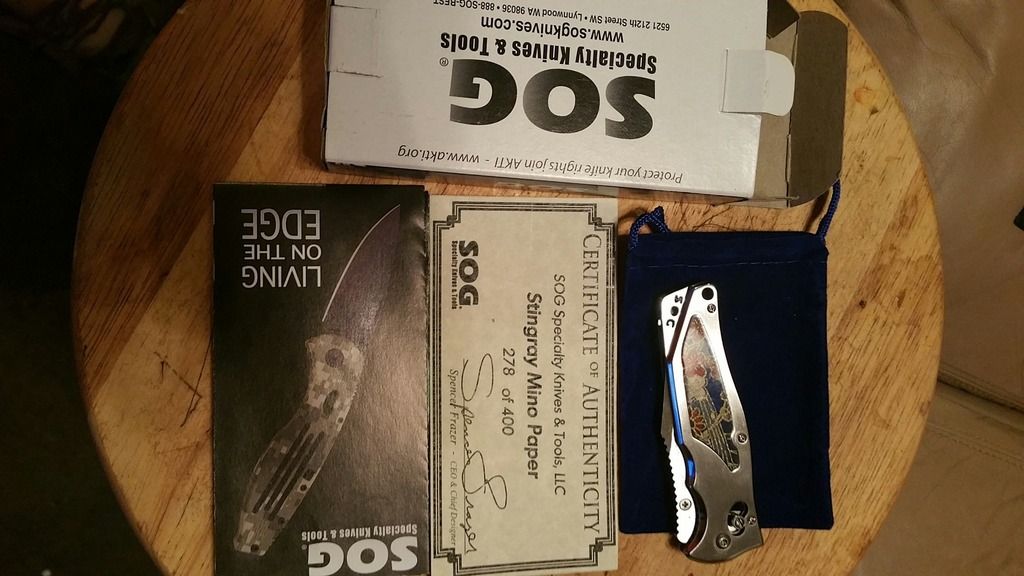 Protect your knife rights join AKTI - www.akti.org
SOG®
Specialty Knives & Tools
www.sogknives.com
6521 212th Street SW • Lynnwood WA 98036 • 888-SOG-BEST
SOG
Specialty Knives & Tools
LIVING
ON THE
EDGE
CERTIFICATE OF AUTHENTICITY
SOG Specialty Knives & Tools, LLC
Stingray Mino Paper
278 of 400
SOG
Specialty Knives & Tools
Spencer Frazer
Spencer Frazer - CEO & Chief Designer
SOG